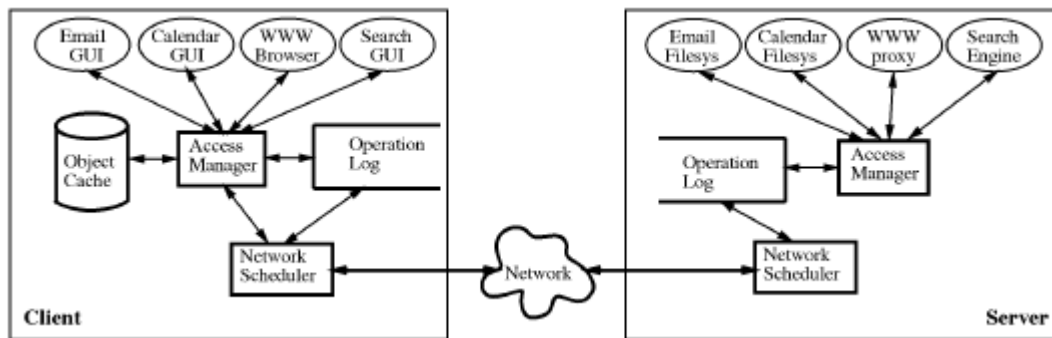 Email
GUI
Calendar
GUI
WWW
Browser
Search
GUI
Object
Cache
Access
Manager
Operation
Log
Network
Scheduler
Client
Network
Email
Filesys
Calendar
Filesys
WWW
proxy
Search
Engine
Operation
Log
Access
Manager
Network
Scheduler
Server